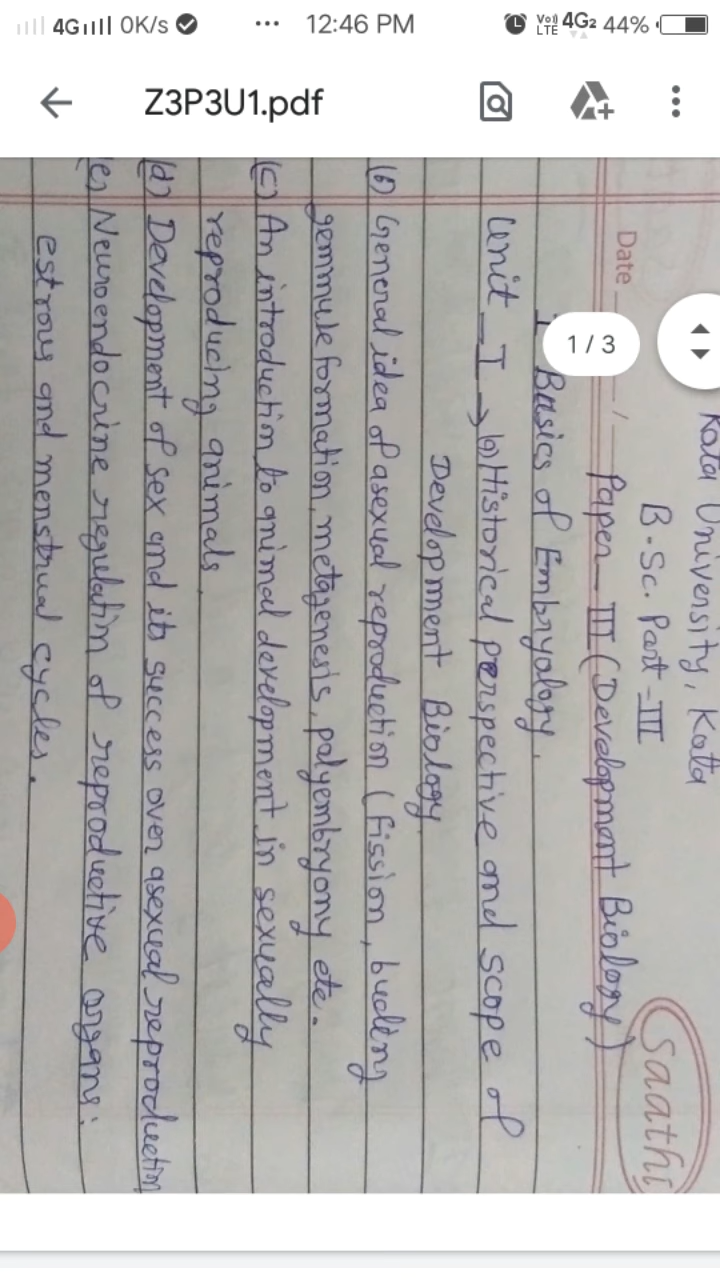 4G 0K/s ... 12:46 PM Vo) LTE 4G2 44%
Z3P3U1.pdf
1 / 3
Kota University, Kota
B.Sc. Part-III
Saathi
Date / Paper-III (Development Biology)
Basics of Embryology.
Unit - I → (a) Historical perspective and scope of
Development Biology
(b) General idea of asexual reproduction (fission, budding
gemmule formation, metagenesis, polyembryony etc.
(c) An introduction to animal development in sexually
reproducing animals
(d) Development of sex and its success over asexual reproduction
(e) Neuroendocrine regulation of reproductive organs:
estrous and menstrual cycles.